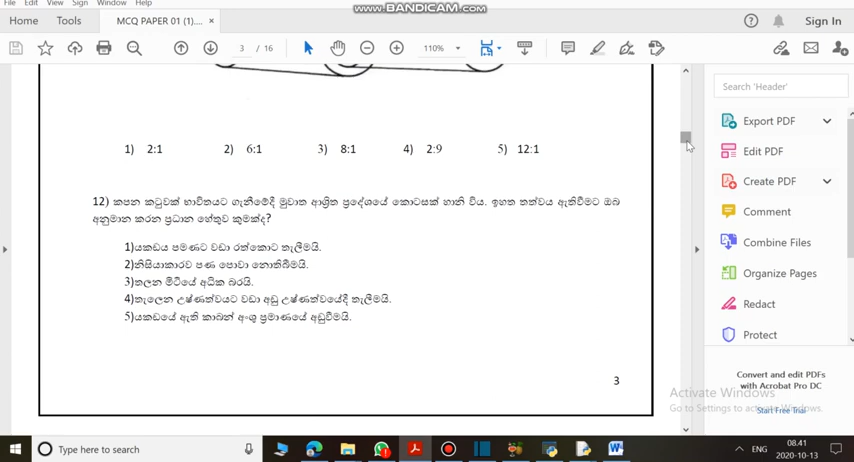 File Edit View Sign Window Help
WWW.BANDICAM.COM
Home Tools MCQ PAPER 01 (1).... × Sign In
3 / 16 110%
Search 'Header'
1) 2:1 2) 6:1 3) 8:1 4) 2:9 5) 12:1
12) කපන කටුවක් භාවිතයට ගැනීමේදී මුවාත ආශ්‍රිත ප්‍රදේශයේ කොටසක් හානි විය. ඉහත තත්වය ඇතිවීමට ඔබ
අනුමාන කරන ප්‍රධාන හේතුව කුමක්ද?
1)යකඩය පමණට වඩා රත්කොට තැලීමයි.
2)නිසියාකාරව පණ පොවා නොතිබීමයි.
3)තලන මිටියේ අධික බරයි.
4)තැලෙන උෂ්ණත්වයට වඩා අඩු උෂ්ණත්වයේදී තැලීමයි.
5)යකඩයේ ඇති කාබන් අංශු ප්‍රමාණයේ අඩුවීමයි.
3
Export PDF
Edit PDF
Create PDF
Comment
Combine Files
Organize Pages
Redact
Protect
Convert and edit PDFs
with Acrobat Pro DC
Start Free Trial
Activate Windows
Go to Settings to activate Windows.
Type here to search
ENG
08.41
2020-10-13